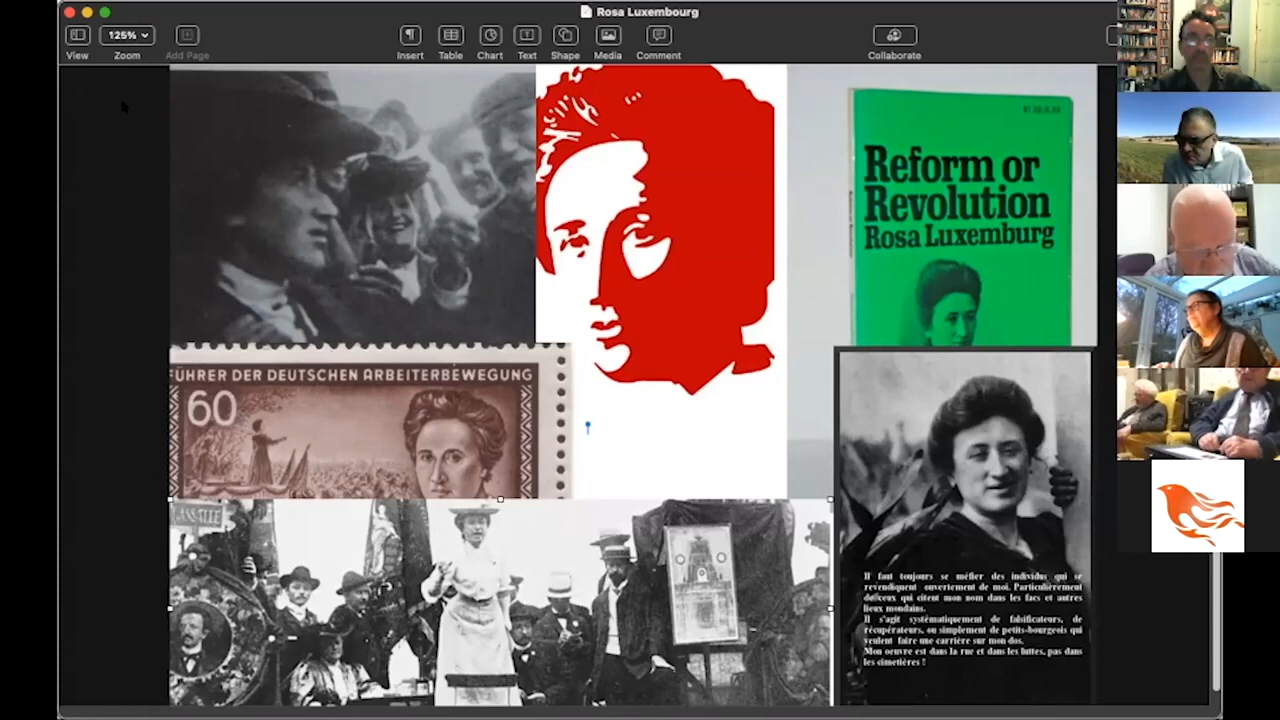 Rosa Luxembourg
125%
View
Zoom
Add Page
Insert
Table
Chart
Text
Shape
Media
Comment
Collaborate
Reform or
Revolution
Rosa Luxemburg
ÜHRER DER DEUTSCHEN ARBEITERBEWEGUNG
60
LASSALLE
Il faut toujours se méfier des individus qui se
revendiquent ouvertement de moi. Particulièrement
de ceux qui citent mon nom dans les facs et autres
lieux mondains.
Il s'agit systèmatiquement de falsificateurs, de
récupérateurs, ou simplement de petits-bourgeois qui
veulent faire une carrière sur mon dos.
Mon oeuvre est dans la rue et dans les luttes, pas dans
les cimetières !